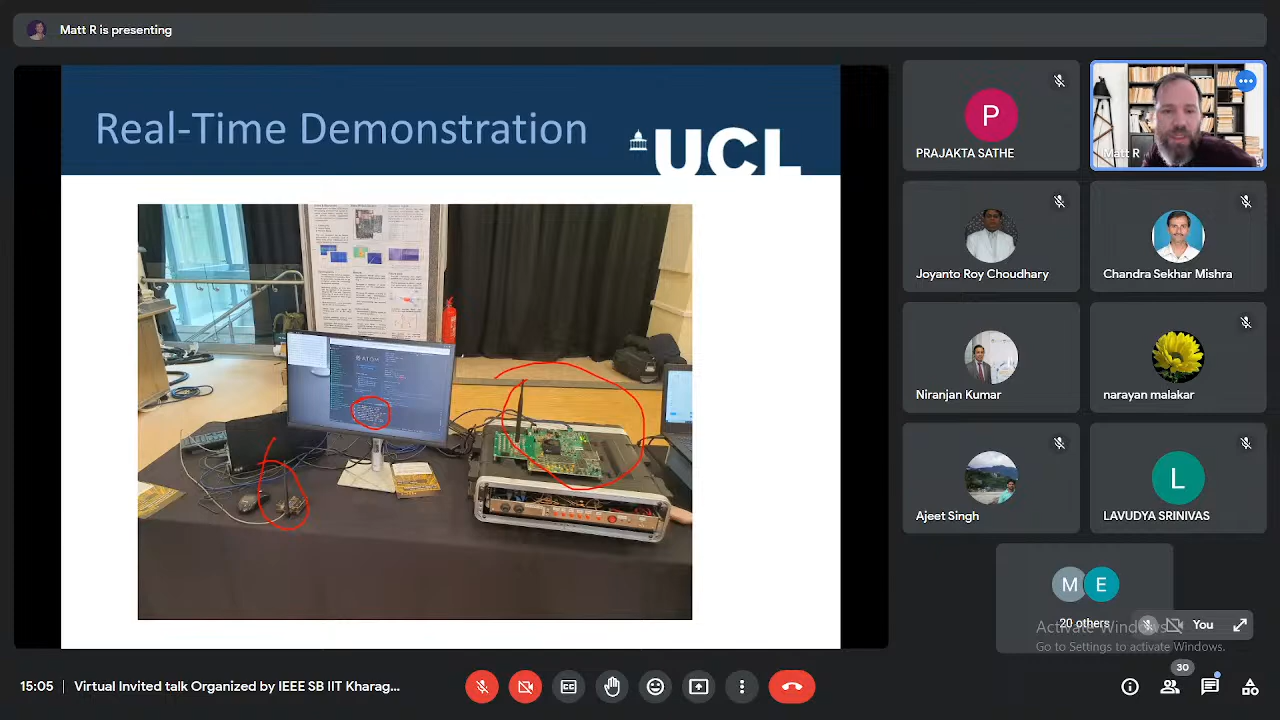 Matt R is presenting
Real-Time Demonstration
UCL
ATOM
P
PRAJAKTA SATHE
Matt R
Joyanto Roy Choudhary
Chandra Sekhar Mishra
Niranjan Kumar
narayan malakar
Ajeet Singh
L
LAVUDYA SRINIVAS
M E
20 others
You
Activate Windows
Go to Settings to activate Windows.
15:05 | Virtual Invited talk Organized by IEEE SB IIT Kharag...
30